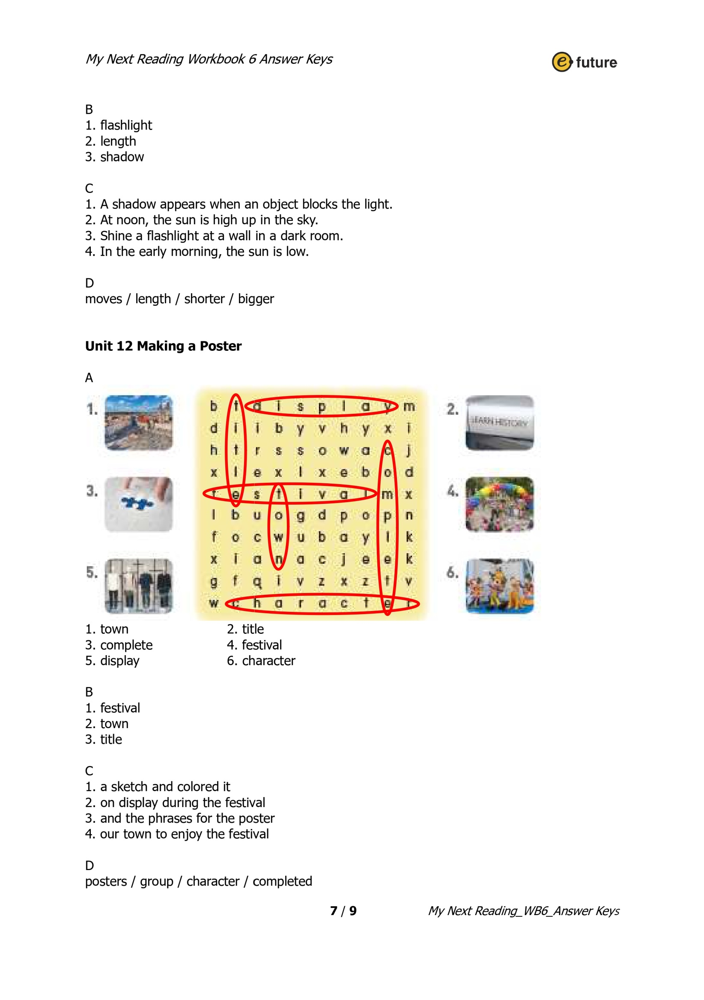 My Next Reading Workbook 6 Answer Keys
e future
B
1. flashlight
2. length
3. shadow
C
1. A shadow appears when an object blocks the light.
2. At noon, the sun is high up in the sky.
3. Shine a flashlight at a wall in a dark room.
4. In the early morning, the sun is low.
D
moves / length / shorter / bigger
Unit 12 Making a Poster
A
1.
b t d i s p l a y m
2.
LEARN HISTORY
d i i b y v h y x i
h t r s s o w a c j
x l e x l x e b o d
3.
f e s t i v a l m x
4.
l b u o g d p o p n
f o c w u b a y l k
x i a n a c j e e k
5.
g f q i v z x z t v
6.
w c h a r a c t e r
1. town 2. title
3. complete 4. festival
5. display 6. character
B
1. festival
2. town
3. title
C
1. a sketch and colored it
2. on display during the festival
3. and the phrases for the poster
4. our town to enjoy the festival
D
posters / group / character / completed
7 / 9 My Next Reading_WB6_Answer Keys